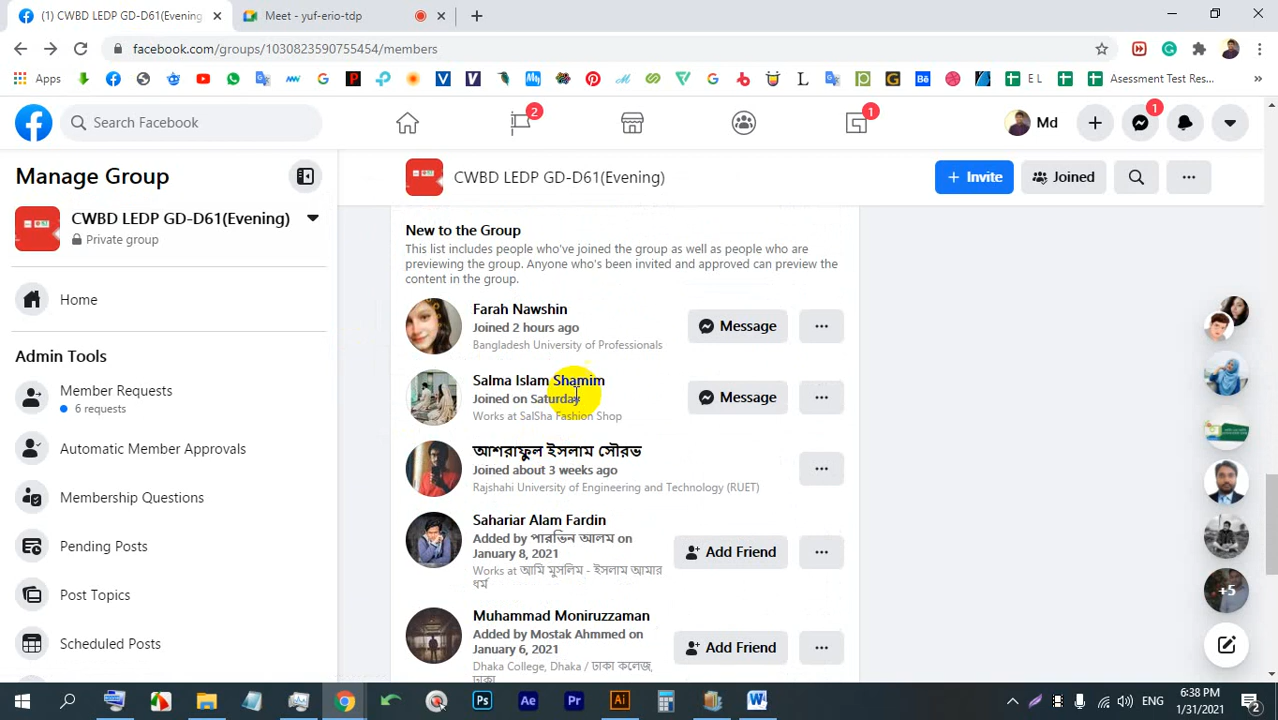 (1) CWBD LEDP GD-D61(Evening)
Meet - yuf-erio-tdp
facebook.com/groups/1030823590755454/members
Apps
E L
Asessment Test Res...
Search Facebook
2
1
Md
1
Manage Group
CWBD LEDP GD-D61(Evening)
Private group
Home
Admin Tools
Member Requests
6 requests
Automatic Member Approvals
Membership Questions
Pending Posts
Post Topics
Scheduled Posts
CWBD LEDP GD-D61(Evening)
+ Invite
Joined
New to the Group
This list includes people who've joined the group as well as people who are
previewing the group. Anyone who's been invited and approved can preview the
content in the group.
Farah Nawshin
Joined 2 hours ago
Bangladesh University of Professionals
Message
Salma Islam Shamim
Joined on Saturday
Works at SalSha Fashion Shop
Message
আশরাফুল ইসলাম সৌরভ
Joined about 3 weeks ago
Rajshahi University of Engineering and Technology (RUET)
Sahariar Alam Fardin
Added by পারভিন আলম on
January 8, 2021
Works at আমি মুসলিম - ইসলাম আমার
ধর্ম
Add Friend
Muhammad Moniruzzaman
Added by Mostak Ahmmed on
January 6, 2021
Dhaka College, Dhaka / ঢাকা কলেজ,
ঢাকা
Add Friend
+5
Ps
Ae
Pr
Ai
ENG
6:38 PM
1/31/2021
2